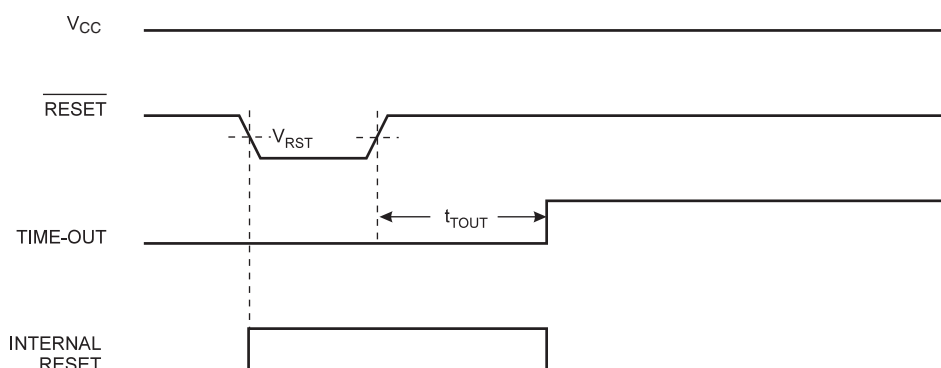 VCC
RESET
VRST
tTOUT
TIME-OUT
INTERNAL
RESET